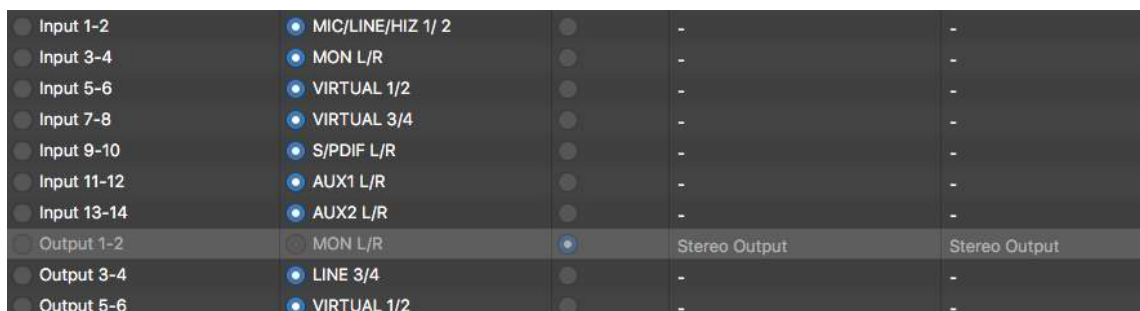 Input 1-2 MIC/LINE/HIZ 1/ 2 - -
Input 3-4 MON L/R - -
Input 5-6 VIRTUAL 1/2 - -
Input 7-8 VIRTUAL 3/4 - -
Input 9-10 S/PDIF L/R - -
Input 11-12 AUX1 L/R - -
Input 13-14 AUX2 L/R - -
Output 1-2 MON L/R Stereo Output Stereo Output
Output 3-4 LINE 3/4 - -
Output 5-6 VIRTUAL 1/2 - -